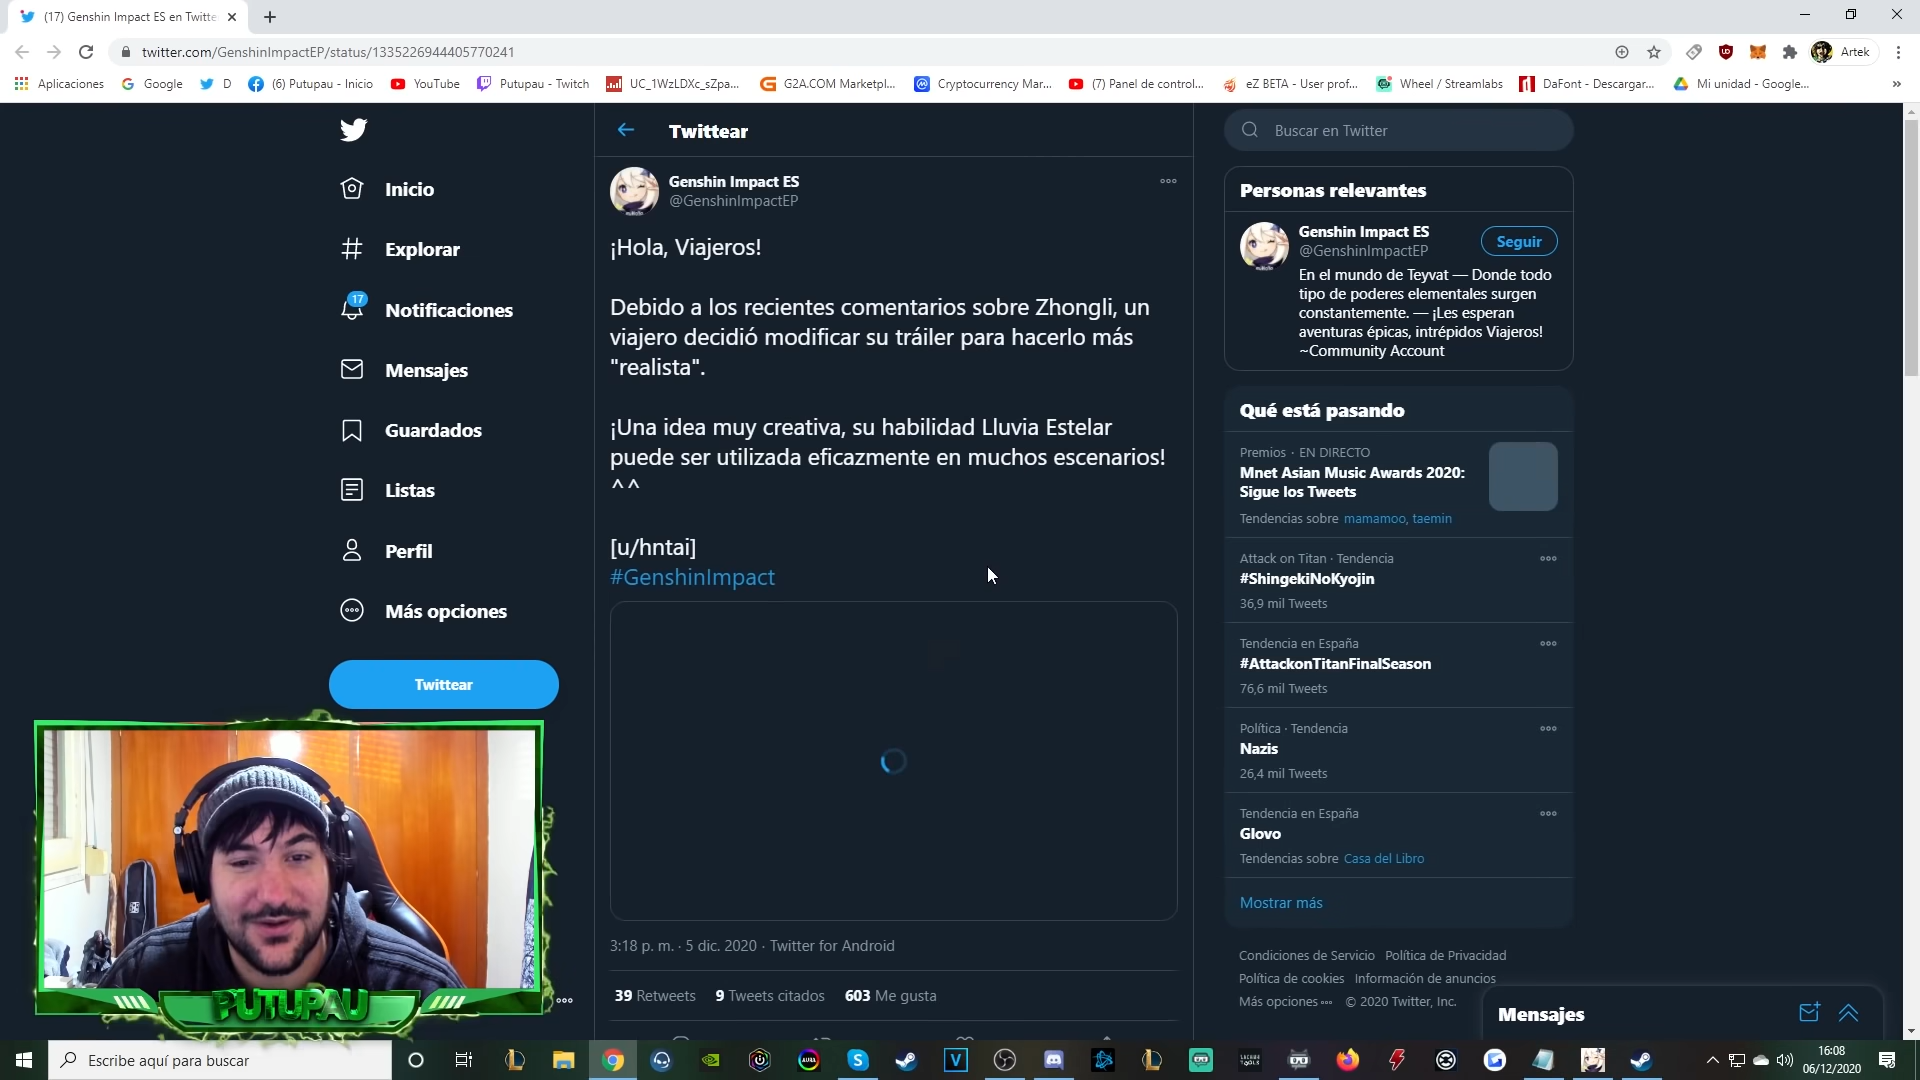 (17) Genshin Impact ES en Twitte
twitter.com/GenshinImpactEP/status/1335226944405770241
Artek
Aplicaciones
Google
D
(6) Putupau - Inicio
YouTube
Putupau - Twitch
UC_1WzLDXc_sZpa...
G2A.COM Marketpl...
Cryptocurrency Mar...
(7) Panel de control...
eZ BETA - User prof...
Wheel / Streamlabs
DaFont - Descargar...
Mi unidad - Google...
»
Inicio
Explorar
17
Notificaciones
Mensajes
Guardados
Listas
Perfil
Más opciones
Twittear
Twittear
Genshin Impact ES
@GenshinImpactEP
¡Hola, Viajeros!
Debido a los recientes comentarios sobre Zhongli, un
viajero decidió modificar su tráiler para hacerlo más
"realista".
¡Una idea muy creativa, su habilidad Lluvia Estelar
puede ser utilizada eficazmente en muchos escenarios!
^^
[u/hntai]
#GenshinImpact
3:18 p. m. · 5 dic. 2020 · Twitter for Android
39 Retweets 9 Tweets citados 603 Me gusta
Buscar en Twitter
Personas relevantes
Genshin Impact ES
@GenshinImpactEP
Seguir
En el mundo de Teyvat — Donde todo
tipo de poderes elementales surgen
constantemente. — ¡Les esperan
aventuras épicas, intrépidos Viajeros!
~Community Account
Qué está pasando
Premios · EN DIRECTO
Mnet Asian Music Awards 2020:
Sigue los Tweets
Tendencias sobre mamamoo, taemin
Attack on Titan · Tendencia
#ShingekiNoKyojin
36,9 mil Tweets
Tendencia en España
#AttackonTitanFinalSeason
76,6 mil Tweets
Política · Tendencia
Nazis
26,4 mil Tweets
Tendencia en España
Glovo
Tendencias sobre Casa del Libro
Mostrar más
Condiciones de Servicio Política de Privacidad
Política de cookies Información de anuncios
Más opciones © 2020 Twitter, Inc.
Mensajes
PUTUPAU
Escribe aquí para buscar
16:08
06/12/2020